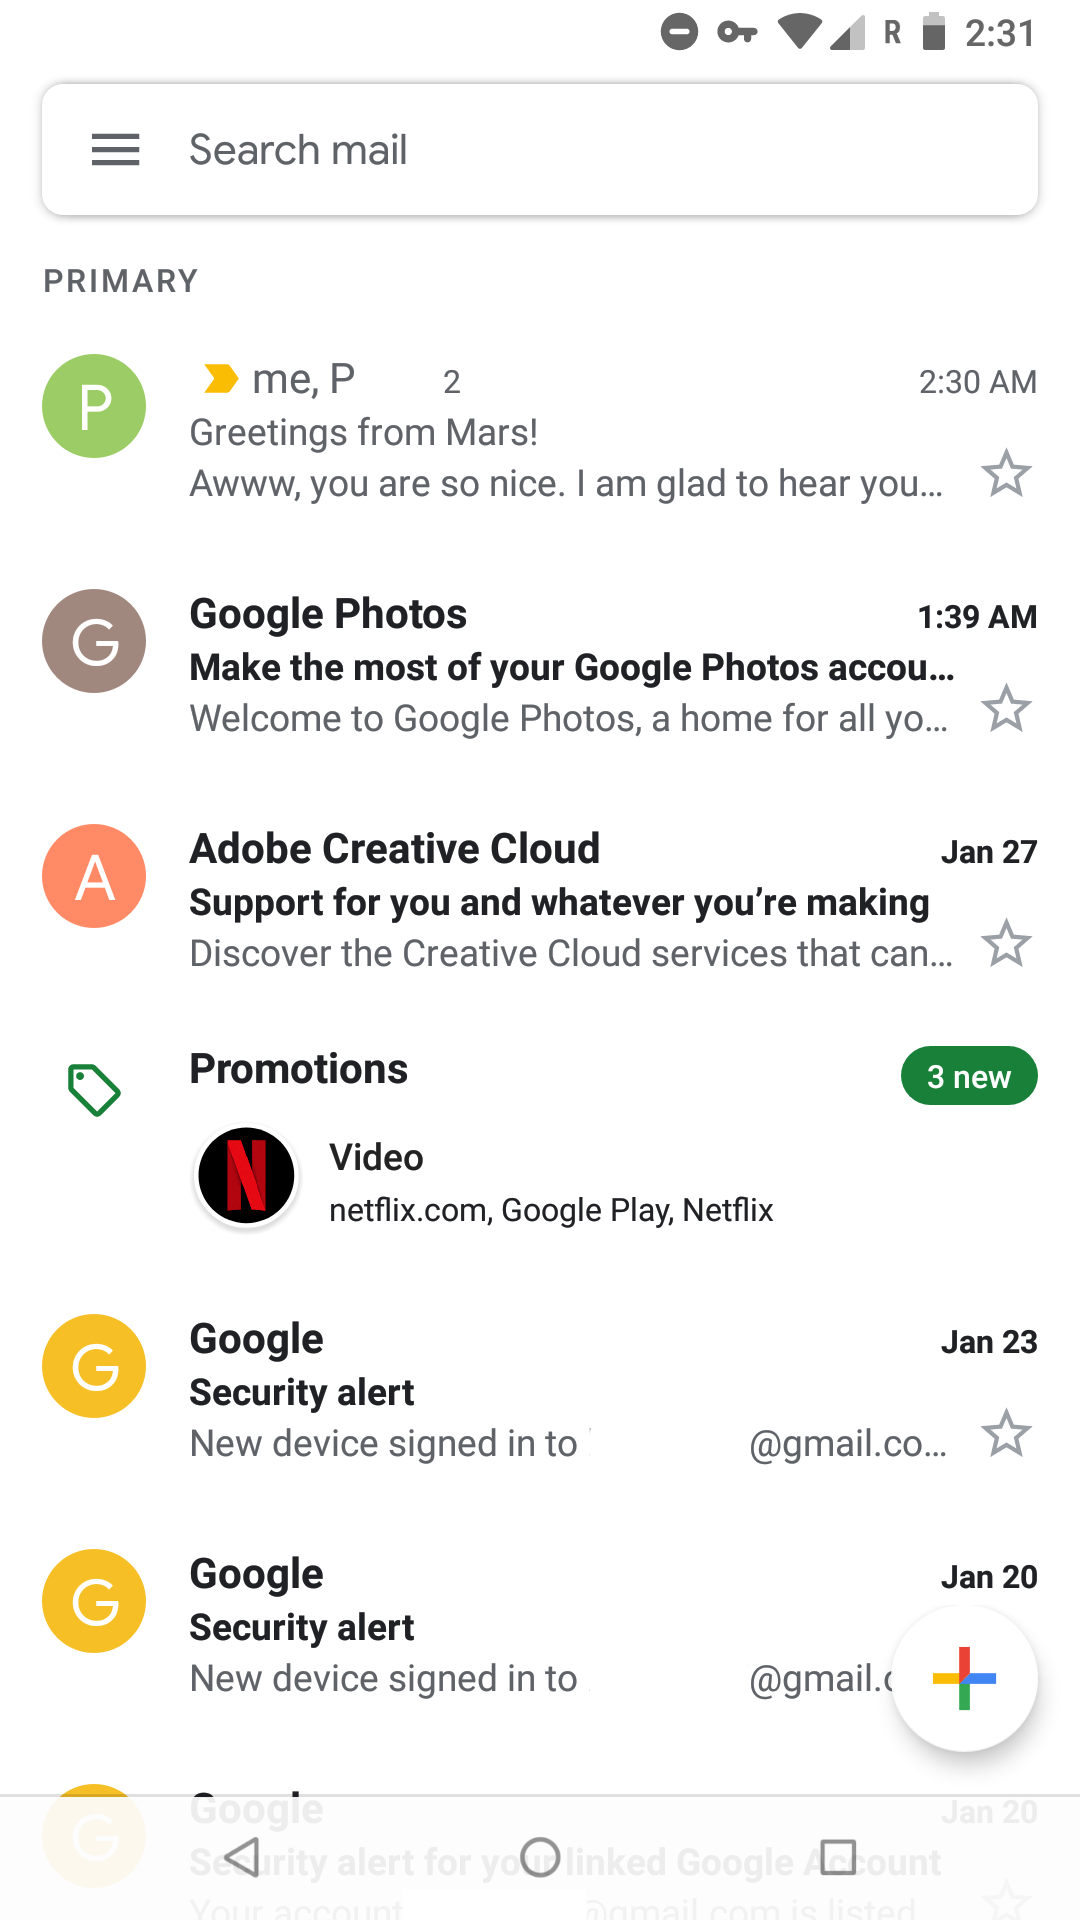 R 2:31
Search mail
PRIMARY
P me, P 2 2:30 AM
Greetings from Mars!
Awww, you are so nice. I am glad to hear you...
G Google Photos 1:39 AM
Make the most of your Google Photos accou...
Welcome to Google Photos, a home for all yo...
A Adobe Creative Cloud Jan 27
Support for you and whatever you’re making
Discover the Creative Cloud services that can...
Promotions 3 new
N Video
netflix.com, Google Play, Netflix
G Google Jan 23
Security alert
New device signed in to @gmail.co...
G Google Jan 20
Security alert
New device signed in to @gmail.c
G Google Jan 20
Security alert for your linked Google Account
Your account @gmail.com is listed